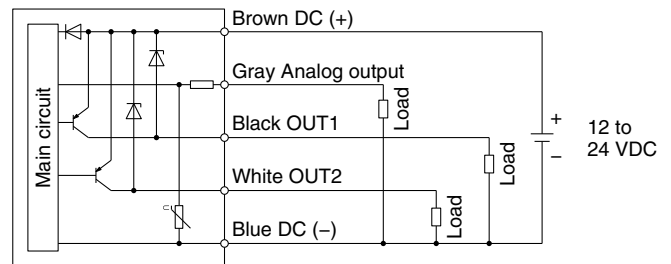 Brown DC (+)
Gray Analog output
Main circuit
Load
Black OUT1
Load
+
−
12 to
24 VDC
White OUT2
Load
Blue DC (−)